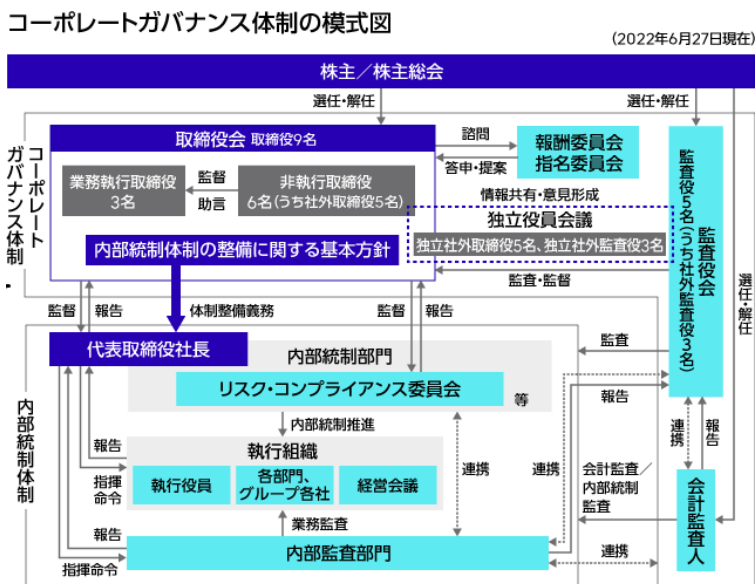 コーポレートガバナンス体制の模式図
(2022年6月27日現在)
株主／株主総会
選任・解任
選任・解任
コーポレート
ガバナンス体制
取締役会 取締役9名
業務執行取締役
3名
監督
助言
非執行取締役
6名(うち社外取締役5名)
諮問
答申・提案
報酬委員会
指名委員会
情報共有・意見形成
独立役員会議
独立社外取締役5名、独立社外監査役3名
内部統制体制の整備に関する基本方針
監査・監督
監査役会
監査役5名(うち社外監査役3名)
選任・解任
監督
報告
体制整備義務
監督
報告
代表取締役社長
内部統制部門
リスク・コンプライアンス委員会
等
監査
報告
内部統制体制
内部統制推進
執行組織
執行役員
各部門、
グループ各社
経営会議
報告
指揮
命令
連携
連携
連携
報告
会計監査／
内部統制
監査
会計監査人
業務監査
報告
指揮命令
内部監査部門
連携